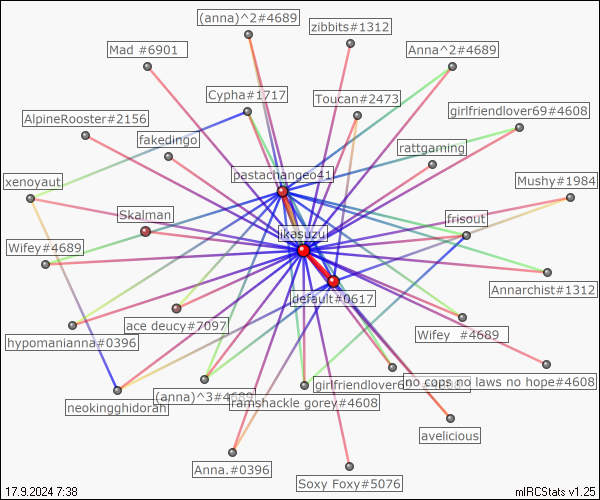 (anna)^2#4689
zibbits#1312
Mad #6901
Anna^2#4689
Cypha#1717
Toucan#2473
girlfriendlover69#4608
AlpineRooster#2156
fakedingo
rattgaming
pastachangeo41
xenoyaut
Mushy#1984
Skalman
frisout
ikasuzu
Wifey#4689
default#0617
Annarchist#1312
ace deucy#7097
Wifey #4689
hypomanianna#0396
girlfriendlover6
no cops no laws no hope#4608
(anna)^3#4689
ramshackle gorey#4608
neokingghidorah
avelicious
Anna.#0396
Soxy Foxy#5076
17.9.2024 7:38
mIRCStats v1.25